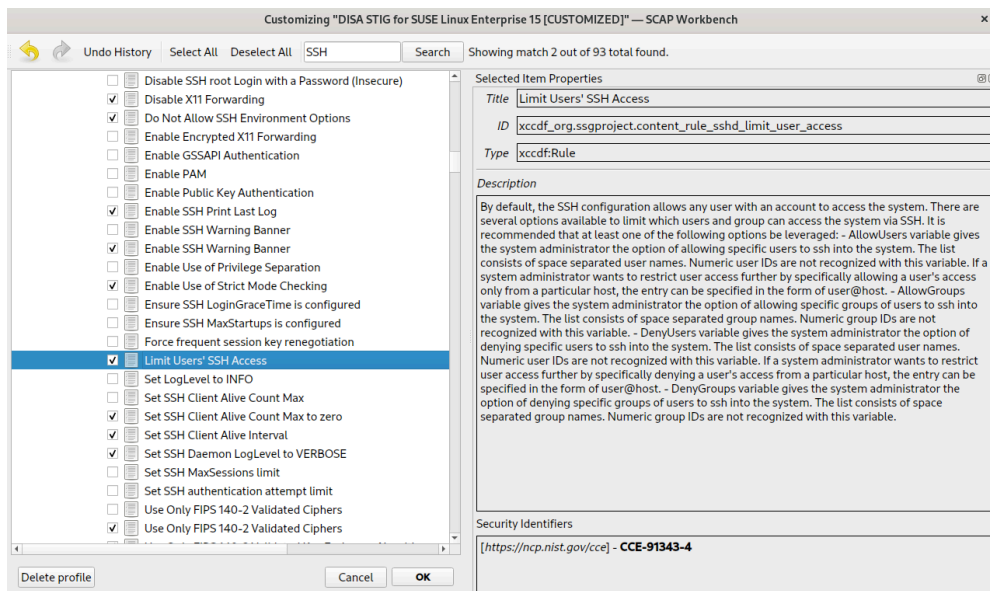 Customizing "DISA STIG for SUSE Linux Enterprise 15 [CUSTOMIZED]" — SCAP Workbench
Undo History Select All Deselect All SSH Search Showing match 2 out of 93 total found.
Disable SSH root Login with a Password (Insecure)
Disable X11 Forwarding
Do Not Allow SSH Environment Options
Enable Encrypted X11 Forwarding
Enable GSSAPI Authentication
Enable PAM
Enable Public Key Authentication
Enable SSH Print Last Log
Enable SSH Warning Banner
Enable SSH Warning Banner
Enable Use of Privilege Separation
Enable Use of Strict Mode Checking
Ensure SSH LoginGraceTime is configured
Ensure SSH MaxStartups is configured
Force frequent session key renegotiation
Limit Users' SSH Access
Set LogLevel to INFO
Set SSH Client Alive Count Max
Set SSH Client Alive Count Max to zero
Set SSH Client Alive Interval
Set SSH Daemon LogLevel to VERBOSE
Set SSH MaxSessions limit
Set SSH authentication attempt limit
Use Only FIPS 140-2 Validated Ciphers
Use Only FIPS 140-2 Validated Ciphers
Delete profile Cancel OK
Selected Item Properties
Title Limit Users' SSH Access
ID xccdf_org.ssgproject.content_rule_sshd_limit_user_access
Type xccdf:Rule
Description
By default, the SSH configuration allows any user with an account to access the system. There are
several options available to limit which users and group can access the system via SSH. It is
recommended that at least one of the following options be leveraged: - AllowUsers variable gives
the system administrator the option of allowing specific users to ssh into the system. The list
consists of space separated user names. Numeric user IDs are not recognized with this variable. If a
system administrator wants to restrict user access further by specifically allowing a user's access
only from a particular host, the entry can be specified in the form of user@host. - AllowGroups
variable gives the system administrator the option of allowing specific groups of users to ssh into
the system. The list consists of space separated group names. Numeric group IDs are not
recognized with this variable. - DenyUsers variable gives the system administrator the option of
denying specific users to ssh into the system. The list consists of space separated user names.
Numeric user IDs are not recognized with this variable. If a system administrator wants to restrict
user access further by specifically denying a user's access from a particular host, the entry can be
specified in the form of user@host. - DenyGroups variable gives the system administrator the
option of denying specific groups of users to ssh into the system. The list consists of space
separated group names. Numeric group IDs are not recognized with this variable.
Security Identifiers
[https://ncp.nist.gov/cce] - CCE-91343-4